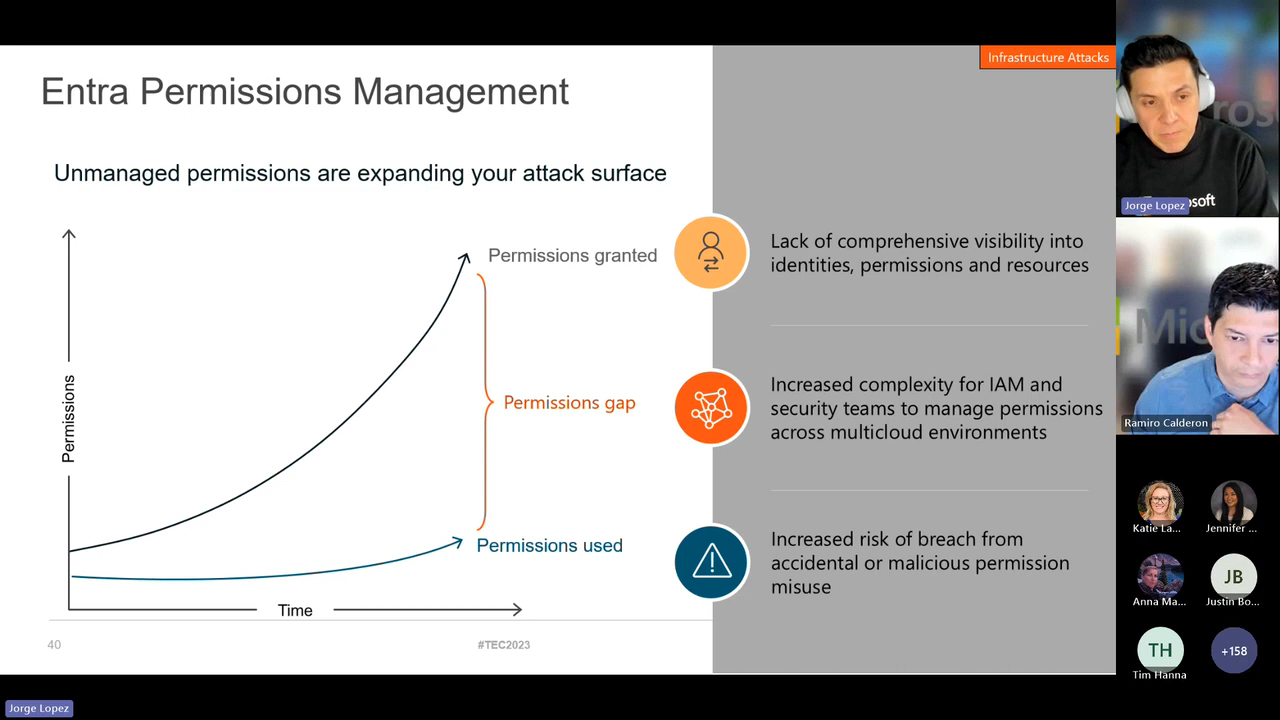 Entra Permissions Management
Infrastructure Attacks
Unmanaged permissions are expanding your attack surface
Permissions granted
Permissions gap
Permissions used
Permissions
Time
Lack of comprehensive visibility into
identities, permissions and resources
Increased complexity for IAM and
security teams to manage permissions
across multicloud environments
Increased risk of breach from
accidental or malicious permission
misuse
40
#TEC2023
Jorge Lopez
Ramiro Calderon
Katie La...
Jennifer ...
Anna Ma...
JB
Justin Bo...
TH
Tim Hanna
+158
Jorge Lopez